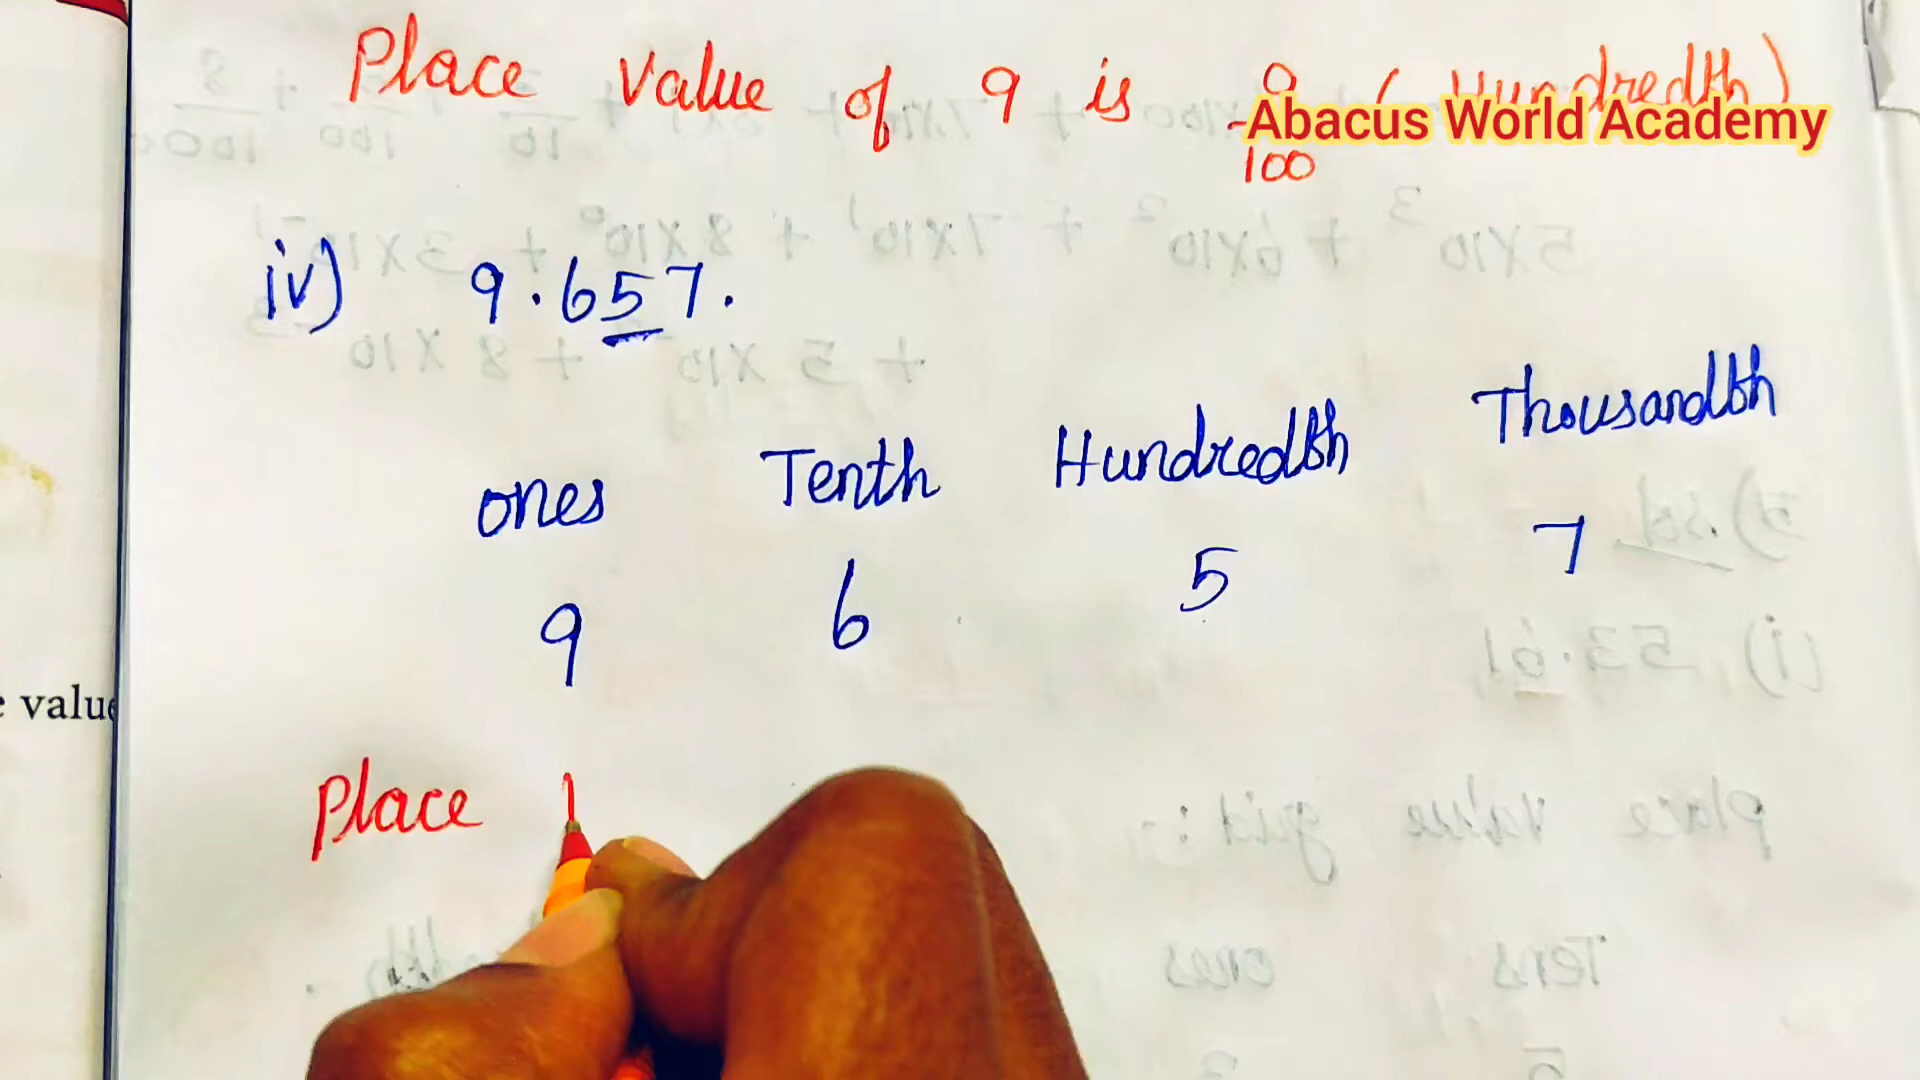 Place Value of 9 is 9/100 (Hundredth)
Abacus World Academy
iv) 9.657.
ones Tenth Hundredth Thousandth
9 6 5 7
value
Place